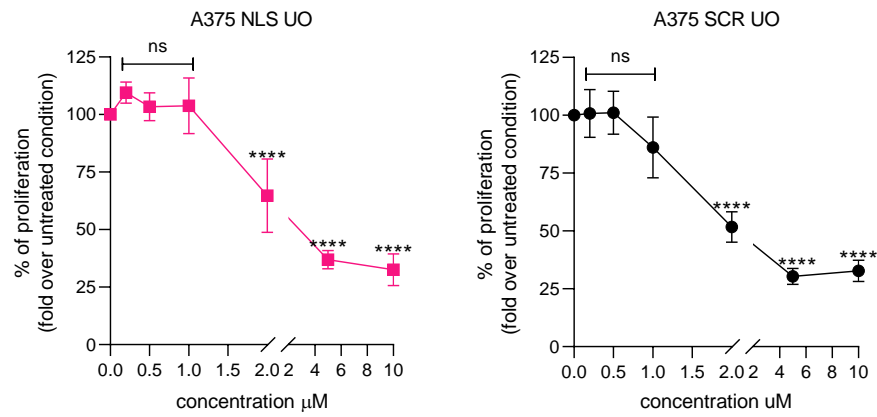 A375 NLS UO
ns
125
100
75
50
25
0
% of proliferation
(fold over untreated condition)
****
****
****
0.0 0.5 1.0 1.5 2.0 2 4 6 8 10
concentration μM
A375 SCR UO
ns
125
100
75
50
25
0
% of proliferation
(fold over untreated condition)
****
****
****
0.0 0.5 1.0 1.5 2.0 2 4 6 8 10
concentration uM